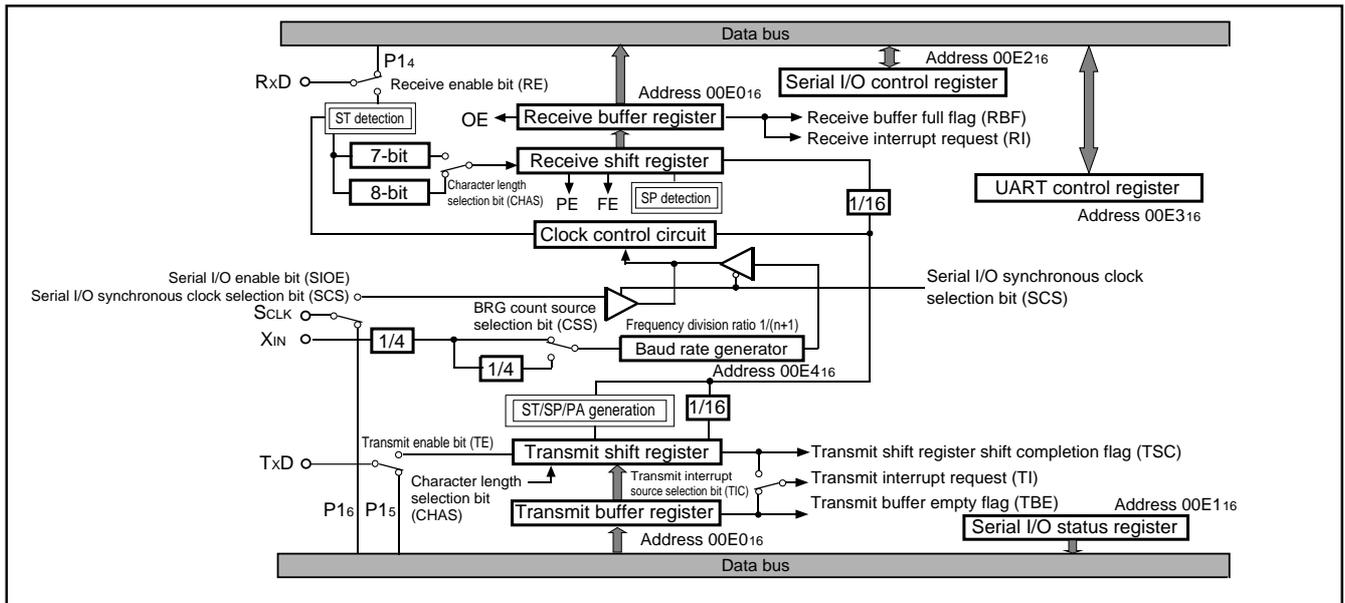 Data bus
P14
Address 00E216
RXD
Receive enable bit (RE)
Serial I/O control register
Address 00E016
ST detection
OE
Receive buffer register
Receive buffer full flag (RBF)
Receive interrupt request (RI)
7-bit
Receive shift register
8-bit
Character length
selection bit (CHAS)
PE
FE
SP detection
1/16
UART control register
Address 00E316
Clock control circuit
Serial I/O enable bit (SIOE)
Serial I/O synchronous clock selection bit (SCS)
Serial I/O synchronous clock
selection bit (SCS)
SCLK
BRG count source
selection bit (CSS)
Frequency division ratio 1/(n+1)
XIN
1/4
Baud rate generator
1/4
Address 00E416
ST/SP/PA generation
1/16
Transmit enable bit (TE)
Transmit shift register
Transmit shift register shift completion flag (TSC)
TXD
Character length
selection bit
(CHAS)
Transmit interrupt
source selection bit (TIC)
Transmit interrupt request (TI)
P16
P15
Transmit buffer register
Transmit buffer empty flag (TBE)
Address 00E116
Serial I/O status register
Address 00E016
Data bus